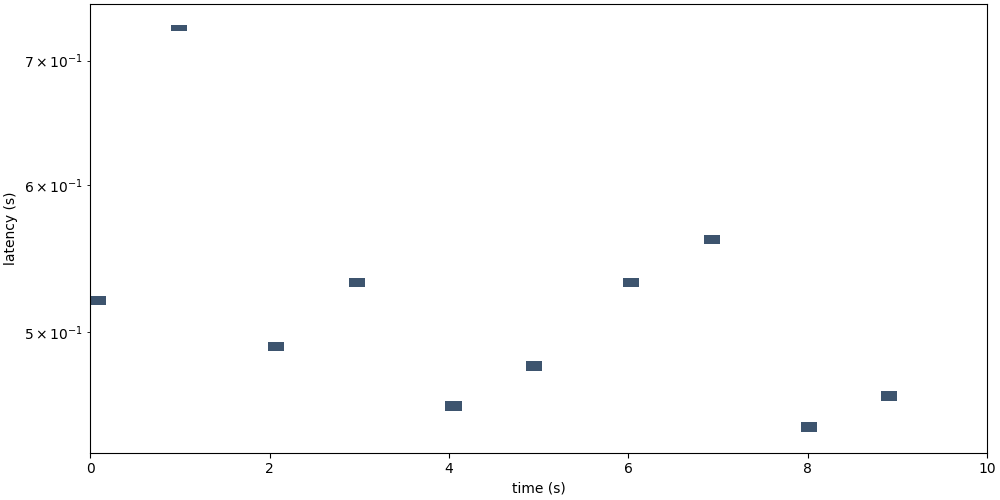 7 × 10⁻¹
6 × 10⁻¹
5 × 10⁻¹
latency (s)
0 2 4 6 8 10
time (s)